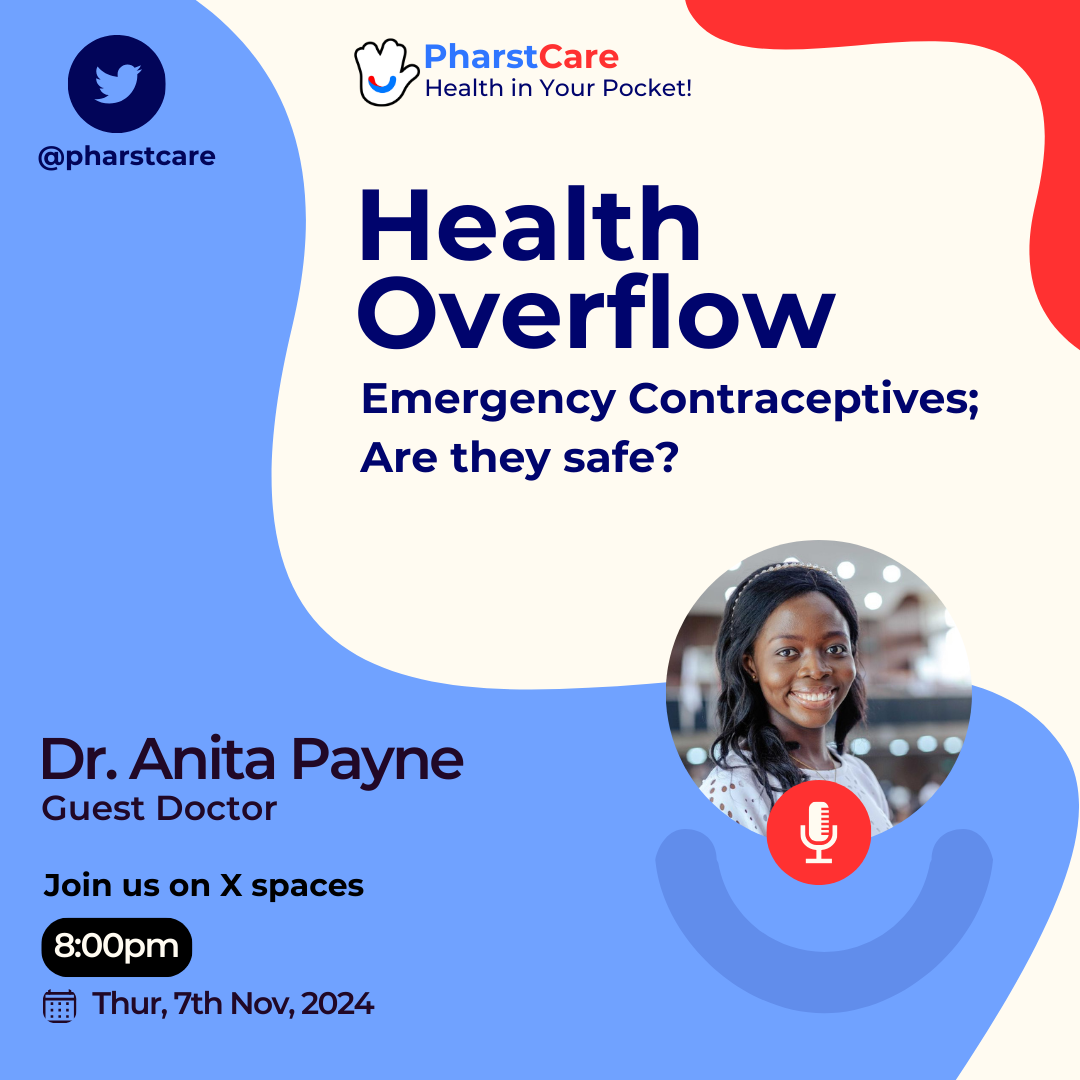 @pharstcare
PharstCare
Health in Your Pocket!
Health
Overflow
Emergency Contraceptives;
Are they safe?
Dr. Anita Payne
Guest Doctor
Join us on X spaces
8:00pm
Thur, 7th Nov, 2024